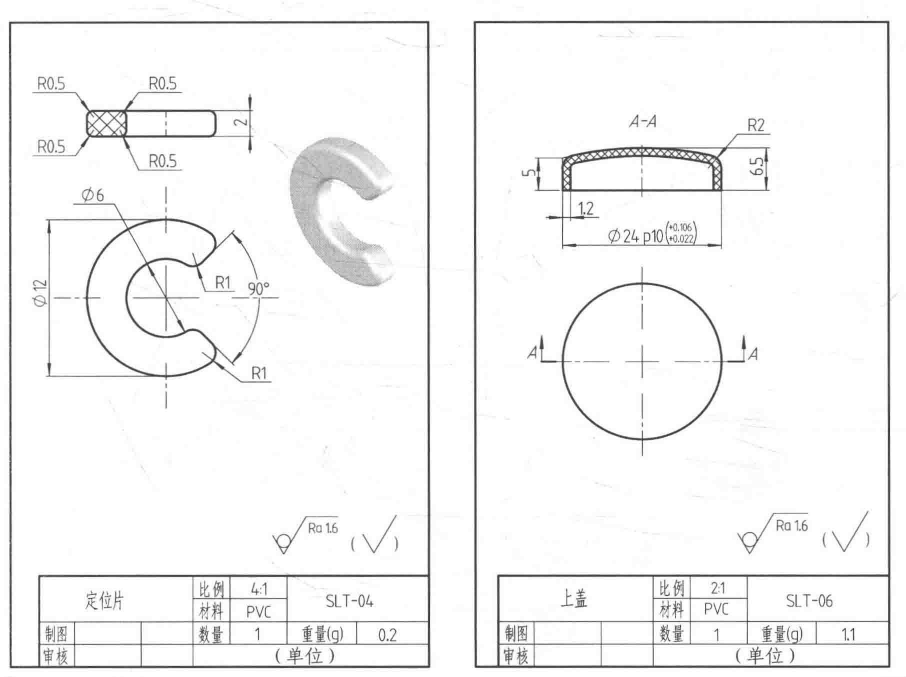 R0.5
R0.5
R0.5
R0.5
2
Φ6
Φ12
R1
90°
R1
Ra 1.6
(√)
定位片
比例 4:1
材料 PVC
SLT-04
制图
数量 1 重量(g) 0.2
审核
(单位)
A-A
R2
5
6.5
1.2
Φ24 p10(+0.106 +0.022)
A
A
Ra 1.6
(√)
上盖
比例 2:1
材料 PVC
SLT-06
制图
数量 1 重量(g) 1.1
审核
(单位)